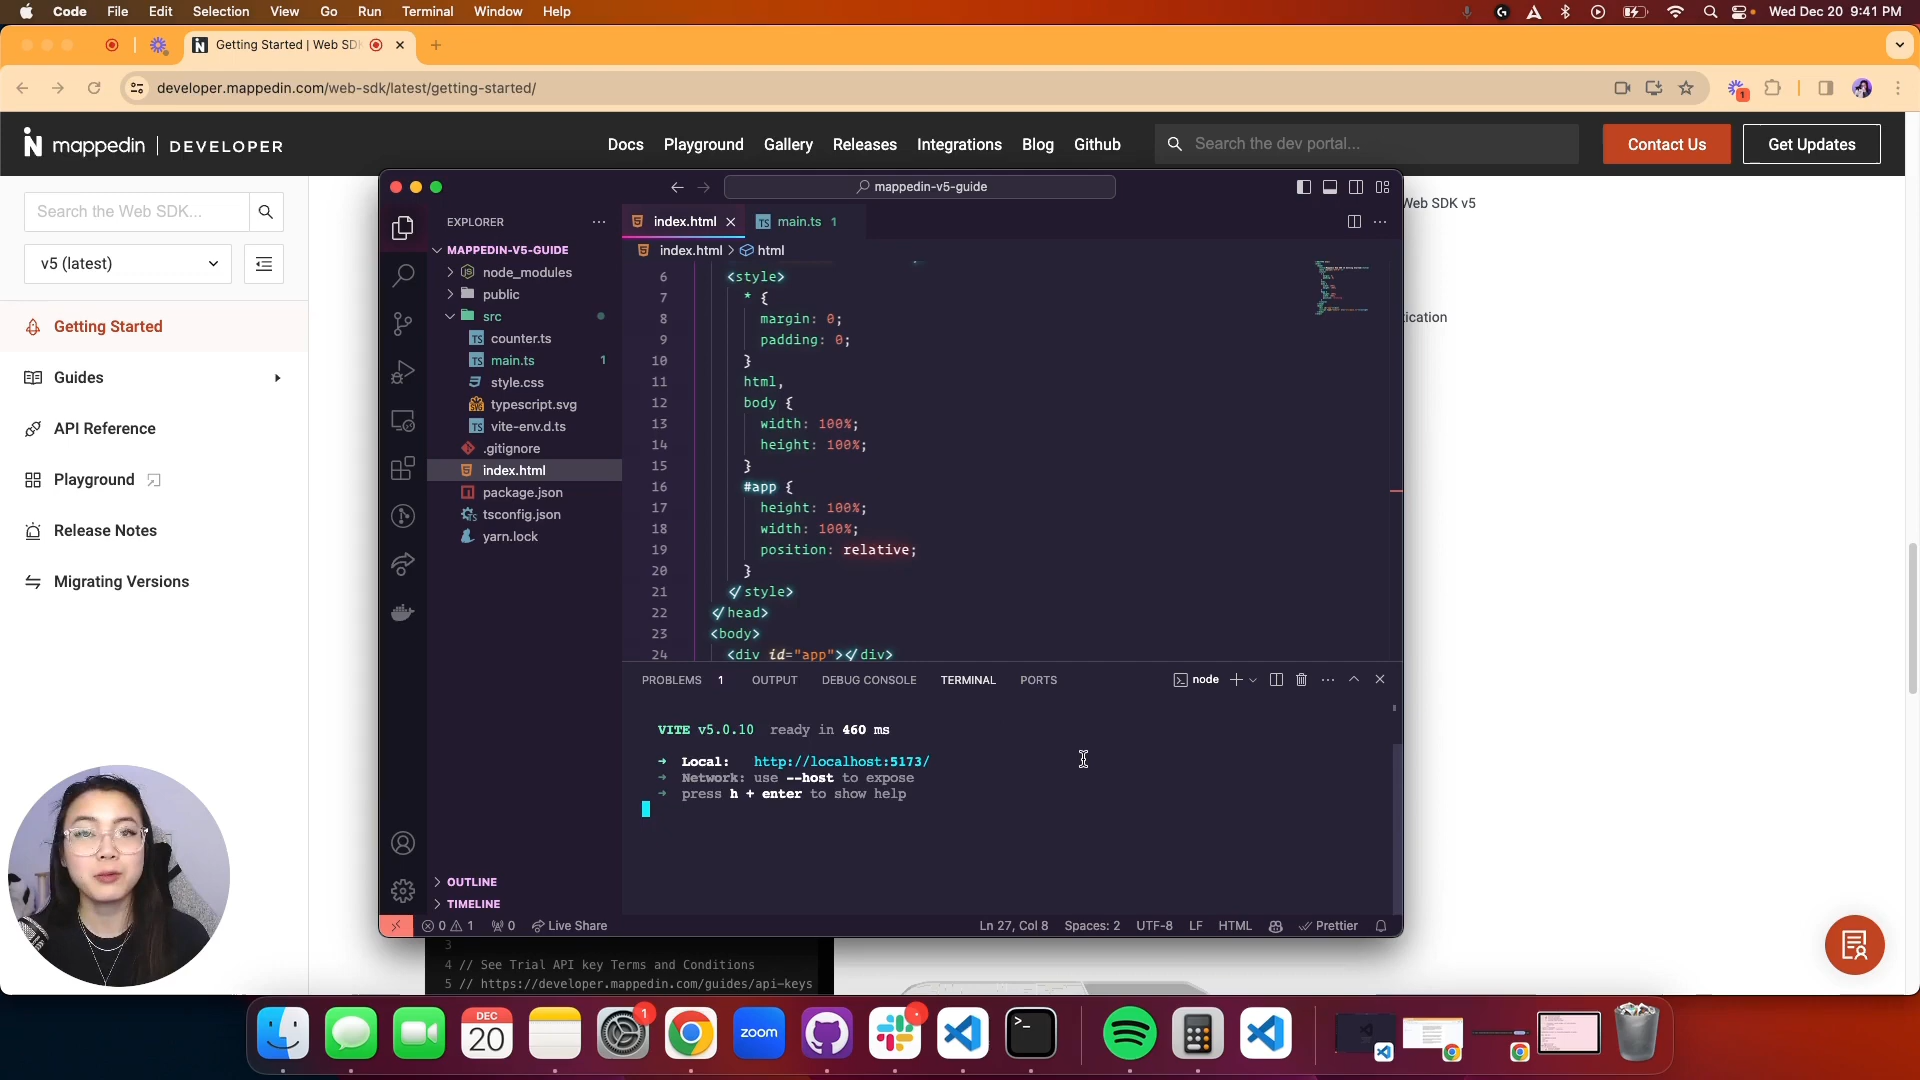 Code File Edit Selection View Go Run Terminal Window Help
Wed Dec 20 9:41 PM
Getting Started | Web SD
developer.mappedin.com/web-sdk/latest/getting-started/
1
mappedin | DEVELOPER
Docs Playground Gallery Releases Integrations Blog Github
Search the dev portal...
Contact Us
Get Updates
Search the Web SDK...
v5 (latest)
Getting Started
Guides
API Reference
Playground
Release Notes
Migrating Versions
Web SDK v5
ication
mappedin-v5-guide
EXPLORER
MAPPEDIN-V5-GUIDE
node_modules
public
src
counter.ts
main.ts 1
style.css
typescript.svg
vite-env.d.ts
.gitignore
index.html
package.json
tsconfig.json
yarn.lock
OUTLINE
TIMELINE
index.html
main.ts 1
index.html > html
6 <style>
7 * {
8 margin: 0;
9 padding: 0;
10 }
11 html,
12 body {
13 width: 100%;
14 height: 100%;
15 }
16 #app {
17 height: 100%;
18 width: 100%;
19 position: relative;
20 }
21 </style>
22 </head>
23 <body>
24 <div id="app"></div>
PROBLEMS 1 OUTPUT DEBUG CONSOLE TERMINAL PORTS
node
VITE v5.0.10 ready in 460 ms
➜ Local: http://localhost:5173/
➜ Network: use --host to expose
➜ press h + enter to show help
0 1 0 Live Share
Ln 27, Col 8 Spaces: 2 UTF-8 LF HTML Prettier
3
4 // See Trial API key Terms and Conditions
5 // https://developer.mappedin.com/guides/api-keys
DEC
20
1
zoom